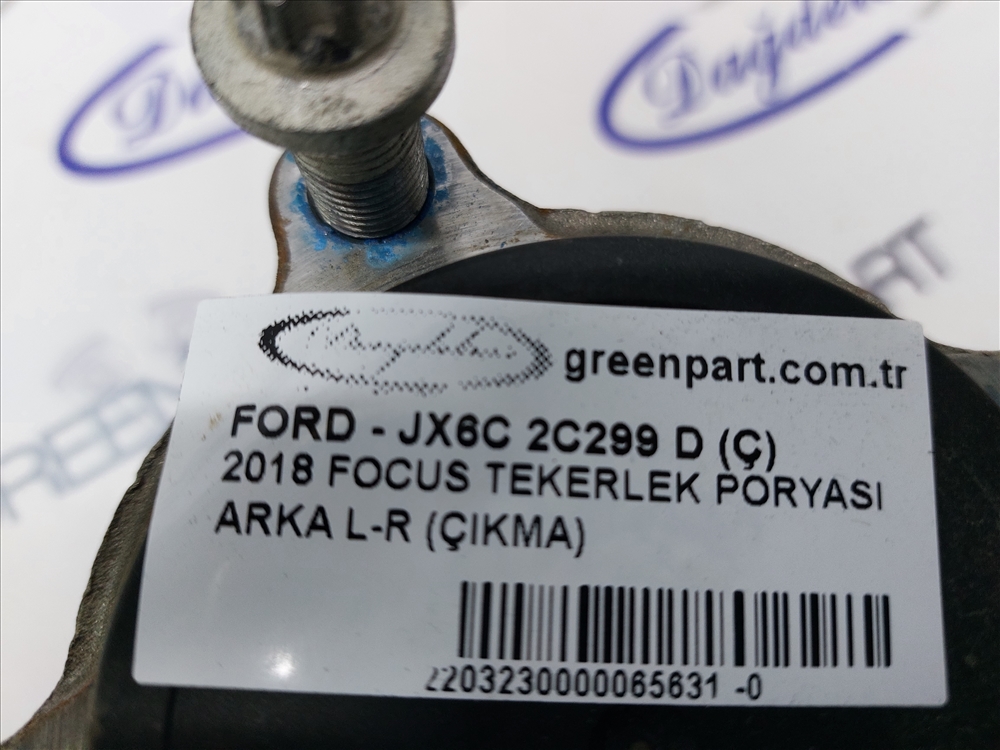 greenpart.com.tr
FORD - JX6C 2C299 D (Ç)
2018 FOCUS TEKERLEK PORYASI
ARKA L-R (ÇIKMA)
2203230000065631 -0